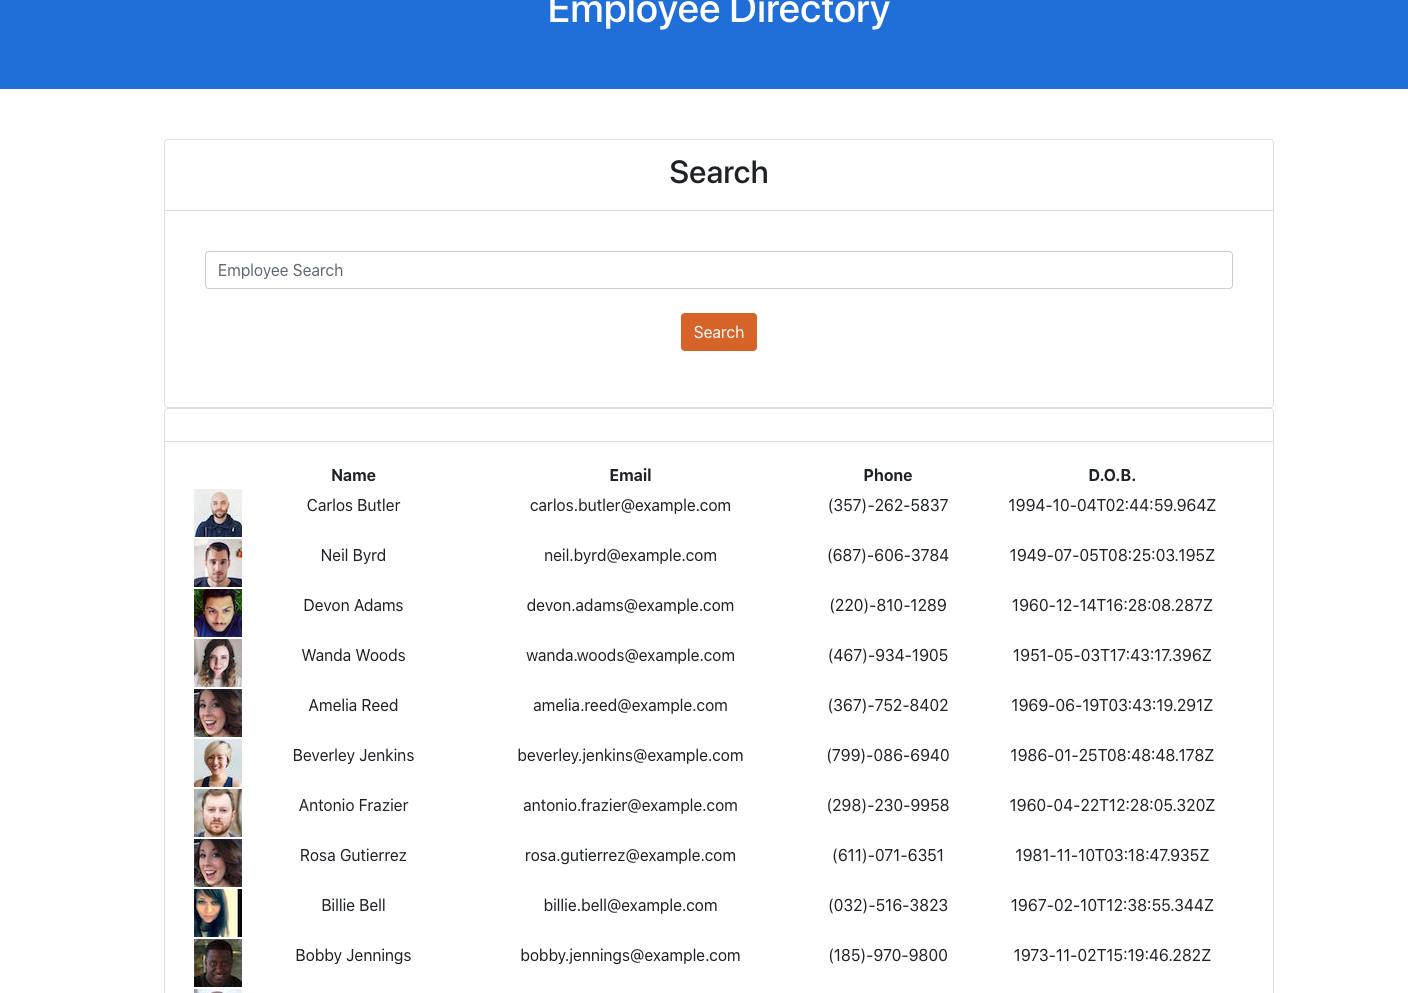 Employee Directory
Search
Employee Search
Search
Name Email Phone D.O.B.
Carlos Butler carlos.butler@example.com (357)-262-5837 1994-10-04T02:44:59.964Z
Neil Byrd neil.byrd@example.com (687)-606-3784 1949-07-05T08:25:03.195Z
Devon Adams devon.adams@example.com (220)-810-1289 1960-12-14T16:28:08.287Z
Wanda Woods wanda.woods@example.com (467)-934-1905 1951-05-03T17:43:17.396Z
Amelia Reed amelia.reed@example.com (367)-752-8402 1969-06-19T03:43:19.291Z
Beverley Jenkins beverley.jenkins@example.com (799)-086-6940 1986-01-25T08:48:48.178Z
Antonio Frazier antonio.frazier@example.com (298)-230-9958 1960-04-22T12:28:05.320Z
Rosa Gutierrez rosa.gutierrez@example.com (611)-071-6351 1981-11-10T03:18:47.935Z
Billie Bell billie.bell@example.com (032)-516-3823 1967-02-10T12:38:55.344Z
Bobby Jennings bobby.jennings@example.com (185)-970-9800 1973-11-02T15:19:46.282Z